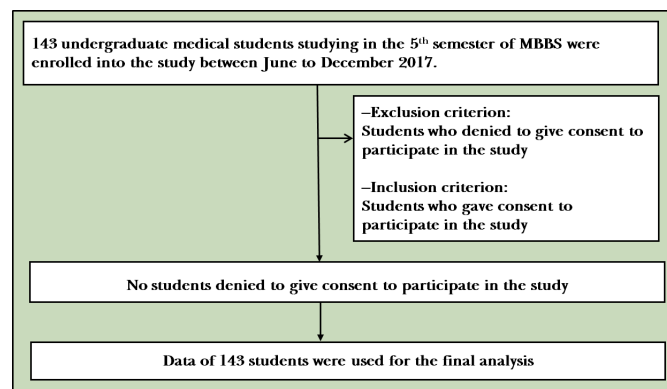 143 undergraduate medical students studying in the 5th semester of MBBS were
enrolled into the study between June to December 2017.
–Exclusion criterion:
Students who denied to give consent to
participate in the study
–Inclusion criterion:
Students who gave consent to
participate in the study
No students denied to give consent to participate in the study
Data of 143 students were used for the final analysis